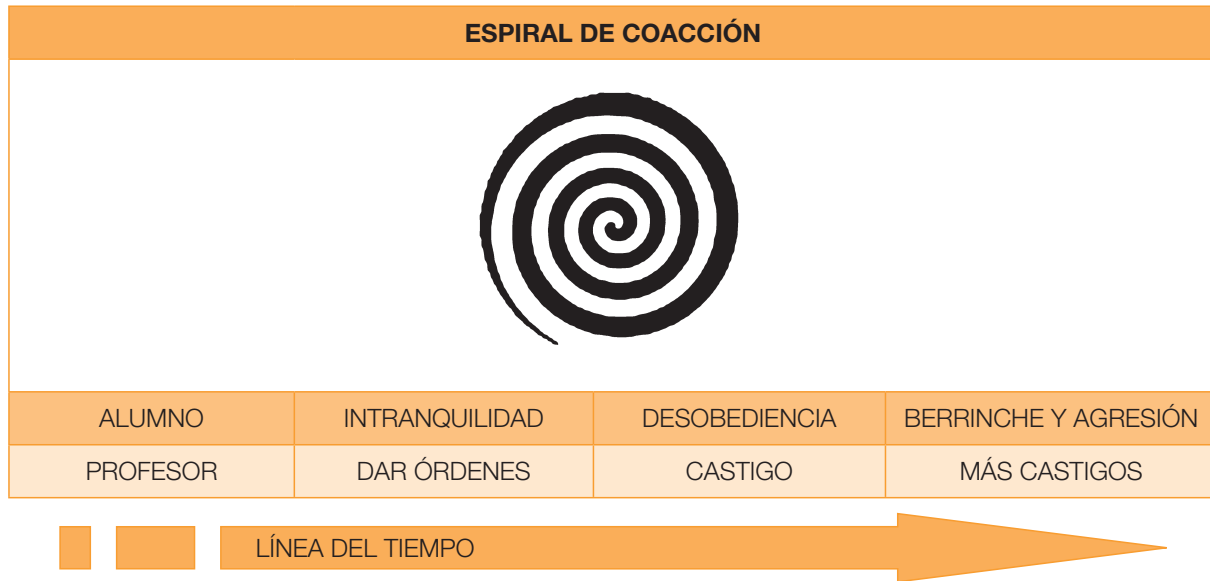 ESPIRAL DE COACCIÓN
ALUMNO INTRANQUILIDAD DESOBEDIENCIA BERRINCHE Y AGRESIÓN
PROFESOR DAR ÓRDENES CASTIGO MÁS CASTIGOS
LÍNEA DEL TIEMPO